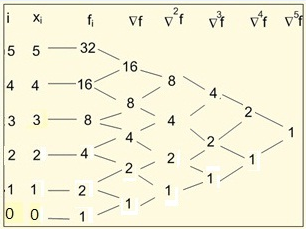 i xᵢ fᵢ ∇f ∇²f ∇³f ∇⁴f ∇⁵f
5 5 32
16
4 4 16 8
8 4
3 3 8 4 2
4 2 1
2 2 4 2 1
2 1
1 1 2 1
1
0 0 1